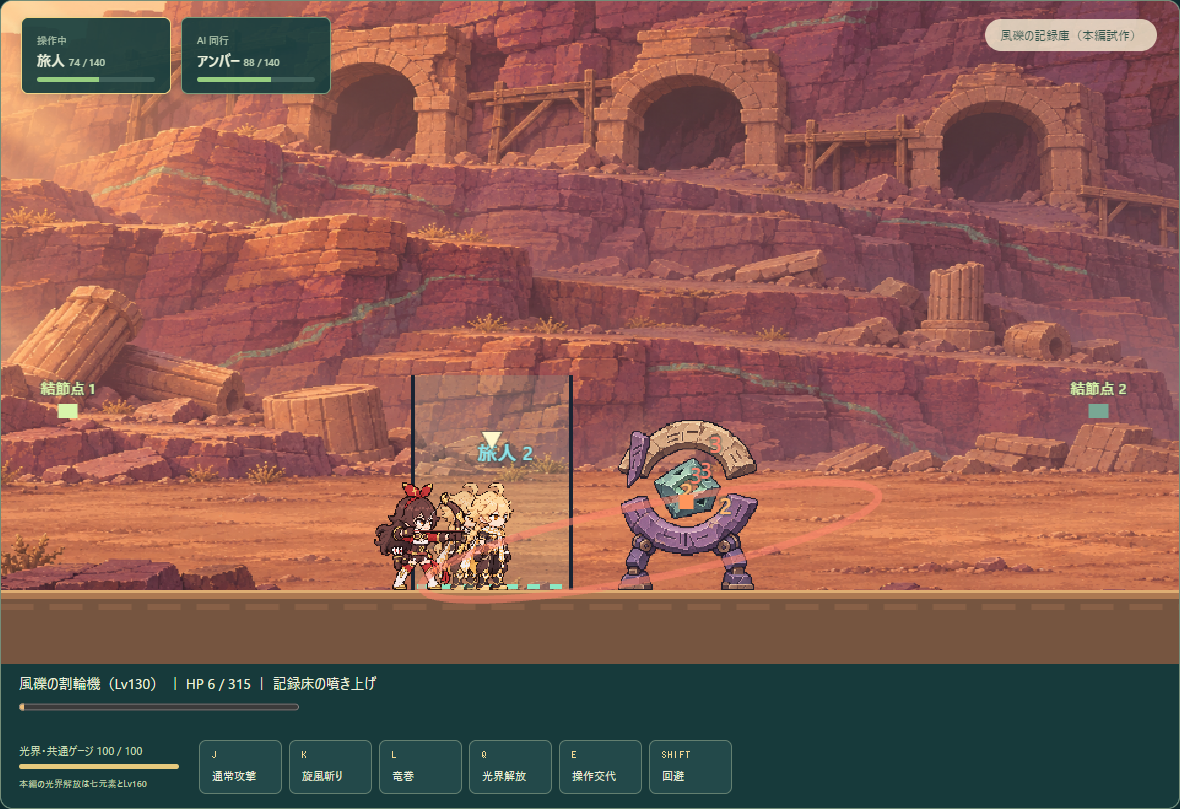 操作中
旅人 74 / 140
AI 同行
アンバー 88 / 140
風礫の記録庫（本編試作）
結節点 1
結節点 2
旅人 2
3
33
2
2
風礫の割輪機（Lv130） | HP 6 / 315 | 記録床の噴き上げ
光界・共通ゲージ 100 / 100
本編の光界解放は七元素とLv160
J
通常攻撃
K
旋風斬り
L
竜巻
Q
光界解放
E
操作交代
SHIFT
回避